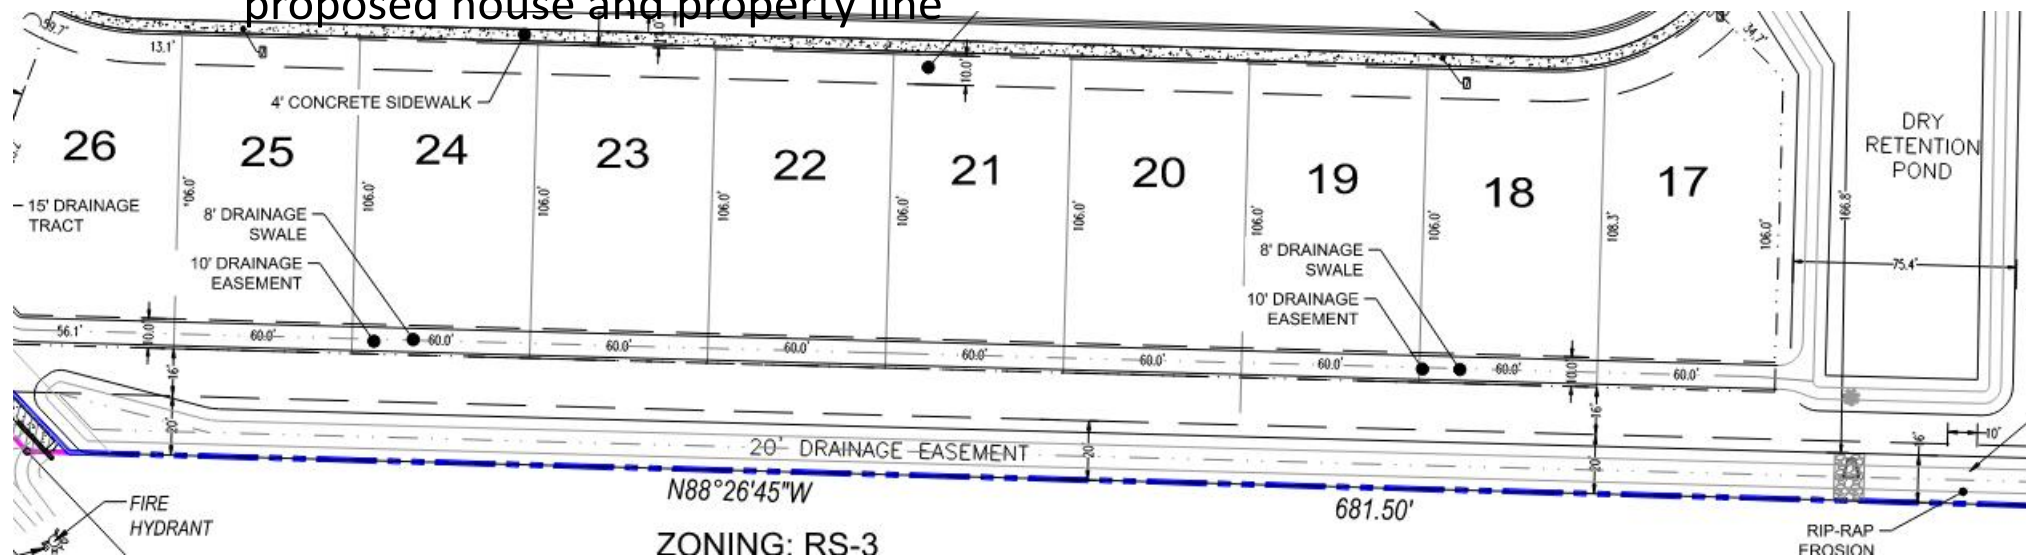 proposed house and property line
59.7'
13.1'
34.7'
10.0'
4' CONCRETE SIDEWALK
26
25
24
23
22
21
20
19
18
17
DRY
RETENTION
POND
15' DRAINAGE
TRACT
106.0'
106.0'
106.0'
106.0'
106.0'
106.0'
106.0'
108.3'
106.0'
166.8'
8' DRAINAGE
SWALE
10' DRAINAGE
EASEMENT
8' DRAINAGE
SWALE
10' DRAINAGE
EASEMENT
75.4'
56.1'
10.0'
60.0'
60.0'
60.0'
60.0'
60.0'
60.0'
60.0'
60.0'
10.0'
60.0'
16'
16'
20'
20' DRAINAGE EASEMENT
20'
20'
16'
10'
N88°26'45"W
681.50'
FIRE
HYDRANT
ZONING: RS-3
RIP-RAP
EROSION